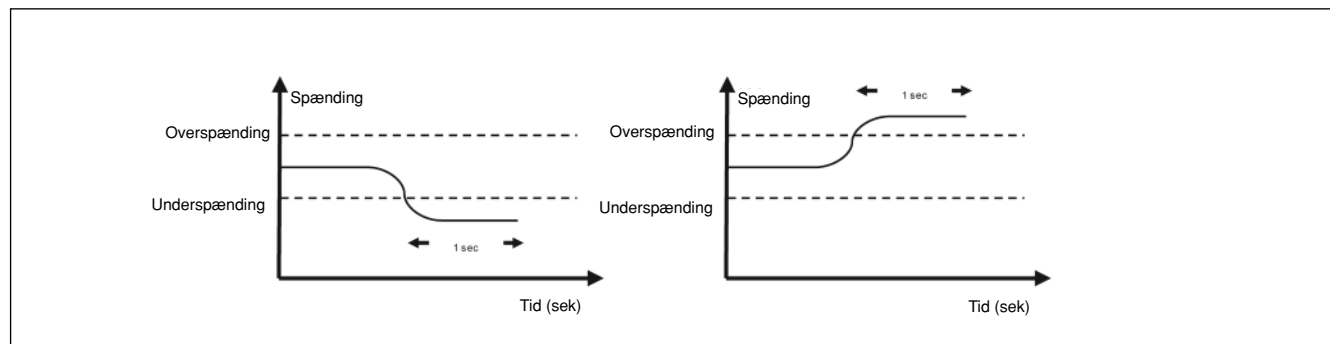 Spænding
Overspænding
Underspænding
1 sec
Tid (sek)
1 sec
Spænding
Overspænding
Underspænding
Tid (sek)